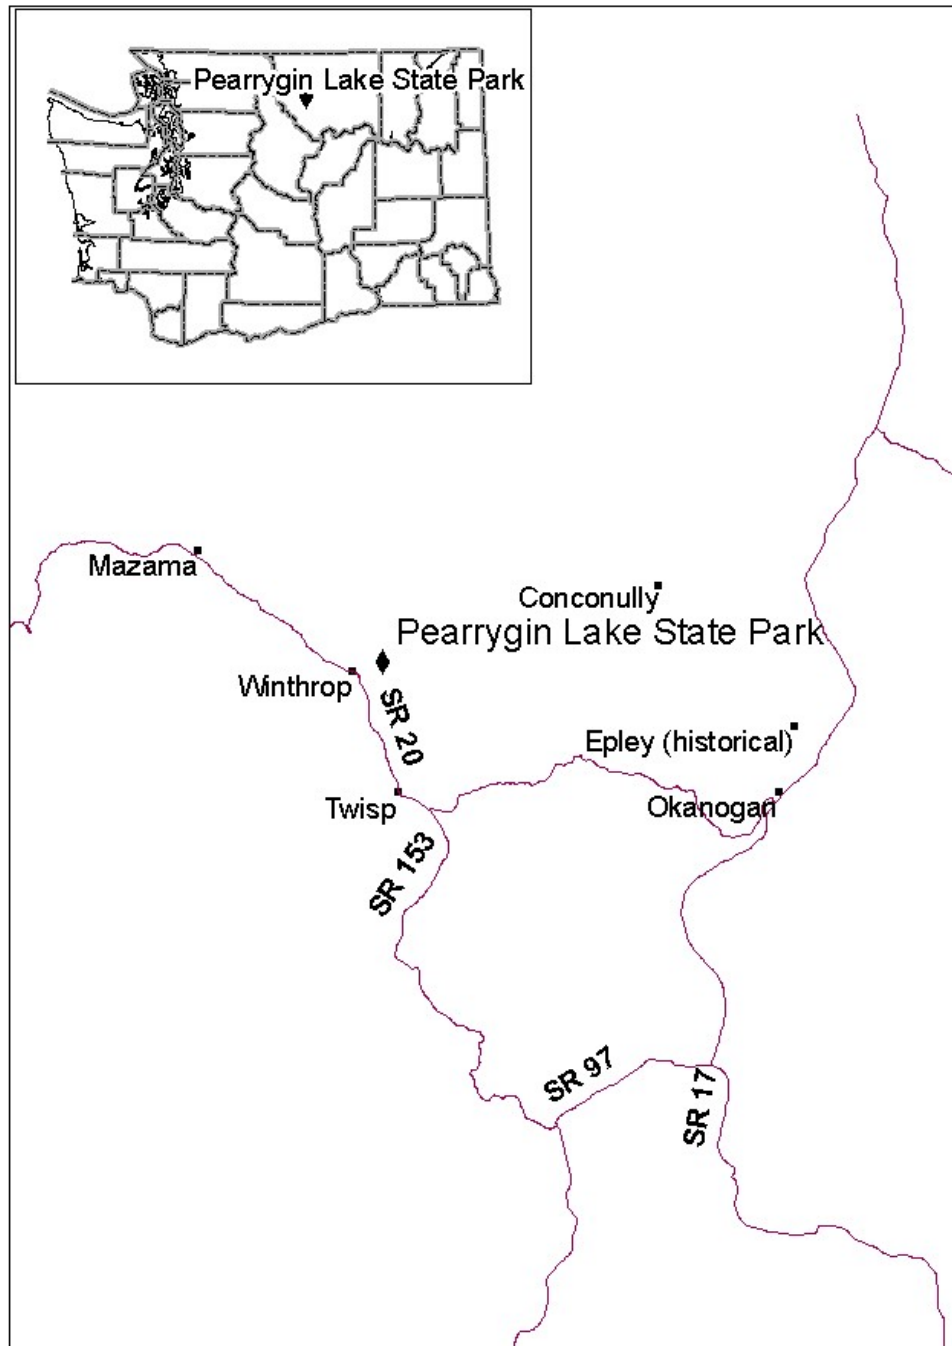 Pearrygin Lake State Park
Mazama
Conconully
Pearrygin Lake State Park
Winthrop
SR 20
Epley (historical)
Twisp
Okanogan
SR 153
SR 97
SR 17